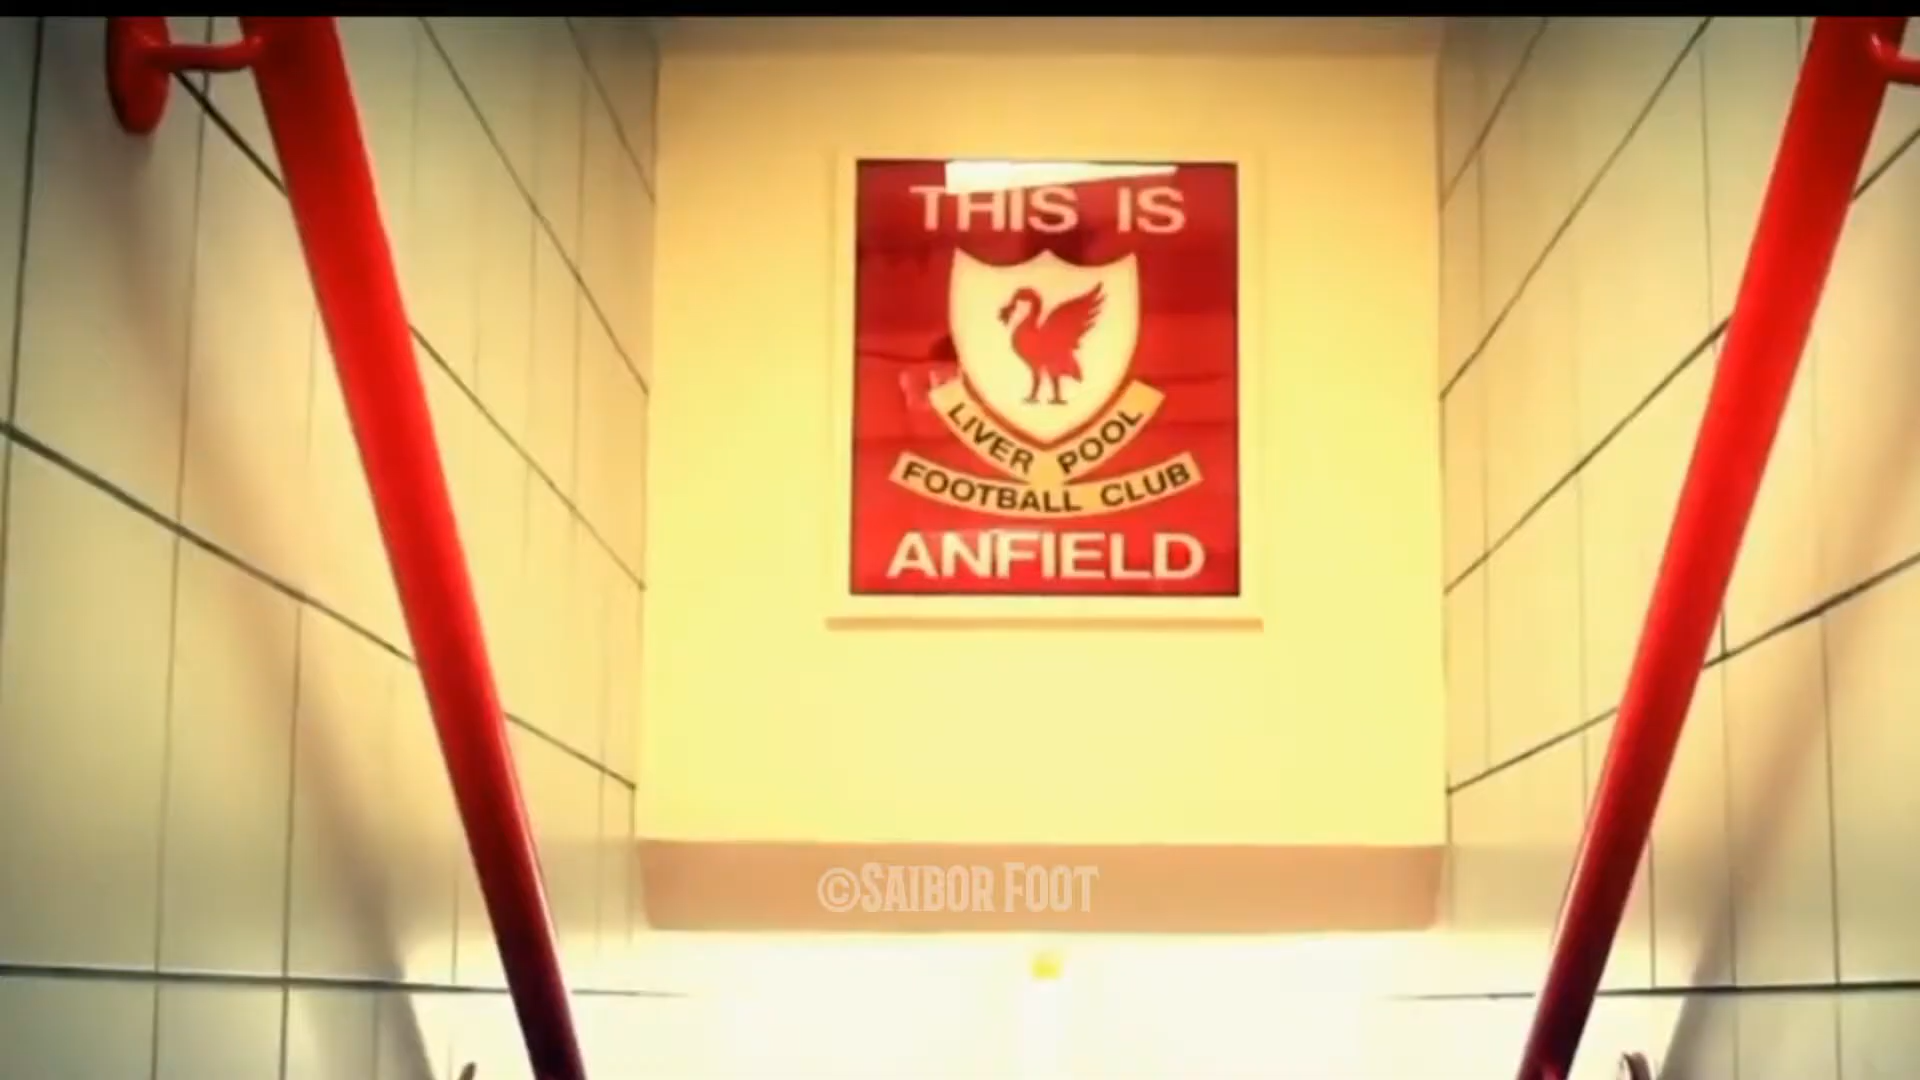 THIS IS
LIVER POOL
FOOTBALL CLUB
ANFIELD
©SAIBOR FOOT